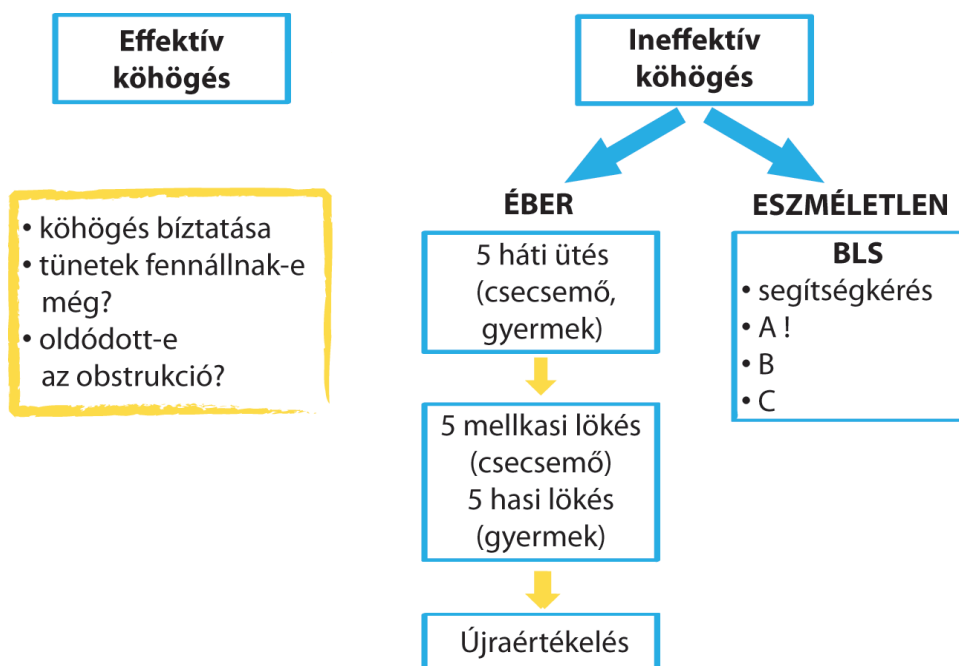 Effektív
köhögés
• köhögés bíztatása
• tünetek fennállnak-e
még?
• oldódott-e
az obstrukció?
Ineffektív
köhögés
ÉBER
5 háti ütés
(csecsemő,
gyermek)
5 mellkasi lökés
(csecsemő)
5 hasi lökés
(gyermek)
Újraértékelés
ESZMÉLETLEN
BLS
• segítségkérés
• A !
• B
• C